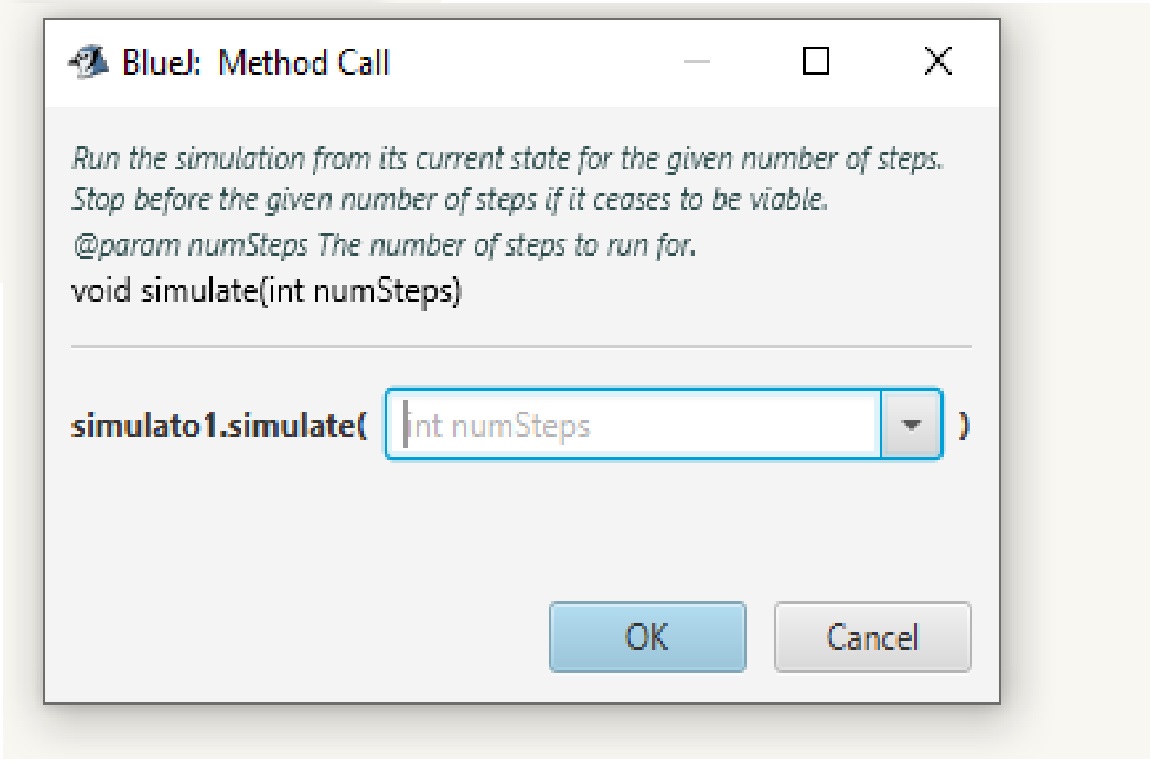 BlueJ: Method Call
Run the simulation from its current state for the given number of steps.
Stop before the given number of steps if it ceases to be viable.
@param numSteps The number of steps to run for.
void simulate(int numSteps)
simulato1.simulate( int numSteps )
OK Cancel